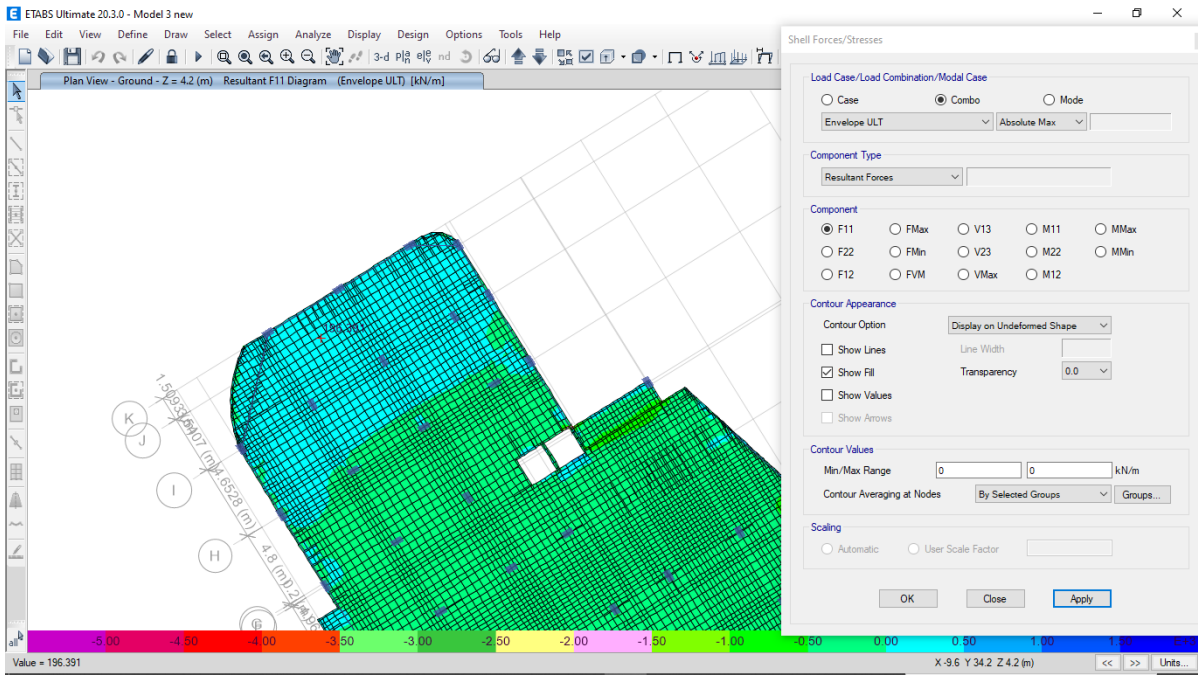 ETABS Ultimate 20.3.0 - Model 3 new
File Edit View Define Draw Select Assign Analyze Display Design Options Tools Help
3-d
nd
Plan View - Ground - Z = 4.2 (m) Resultant F11 Diagram (Envelope ULT) [kN/m]
Shell Forces/Stresses
Load Case/Load Combination/Modal Case
Case Combo Mode
Envelope ULT Absolute Max
Component Type
Resultant Forces
Component
F11 FMax V13 M11 MMax
F22 FMin V23 M22 MMin
F12 FVM VMax M12
Contour Appearance
Contour Option Display on Undeformed Shape
Show Lines Line Width
Show Fill Transparency 0.0
Show Values
Show Arrows
Contour Values
Min/Max Range 0 0 kN/m
Contour Averaging at Nodes By Selected Groups Groups...
Scaling
Automatic User Scale Factor
OK Close Apply
196.391
K
J
I
H
4.6528 (m)
4.8 (m)
-5.00 -4.50 -4.00 -3.50 -3.00 -2.50 -2.00 -1.50 -1.00 -0.50 0.00 0.50
Value = 196.391
X -9.6 Y 34.2 Z 4.2 (m)
<< >> Units...